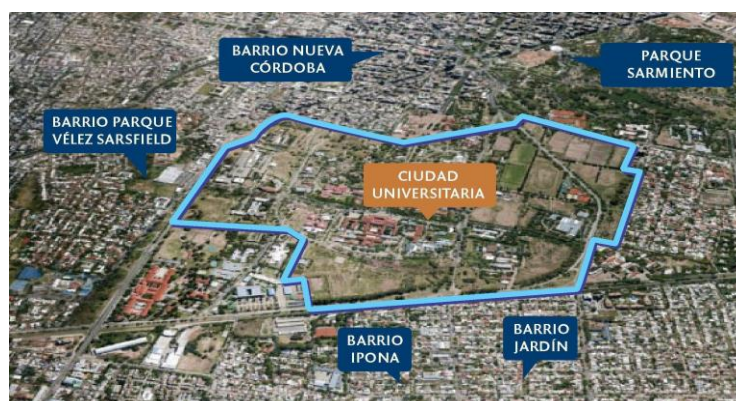 BARRIO NUEVA
CÓRDOBA
PARQUE
SARMIENTO
BARRIO PARQUE
VÉLEZ SARSFIELD
CIUDAD
UNIVERSITARIA
BARRIO
IPONA
BARRIO
JARDÍN